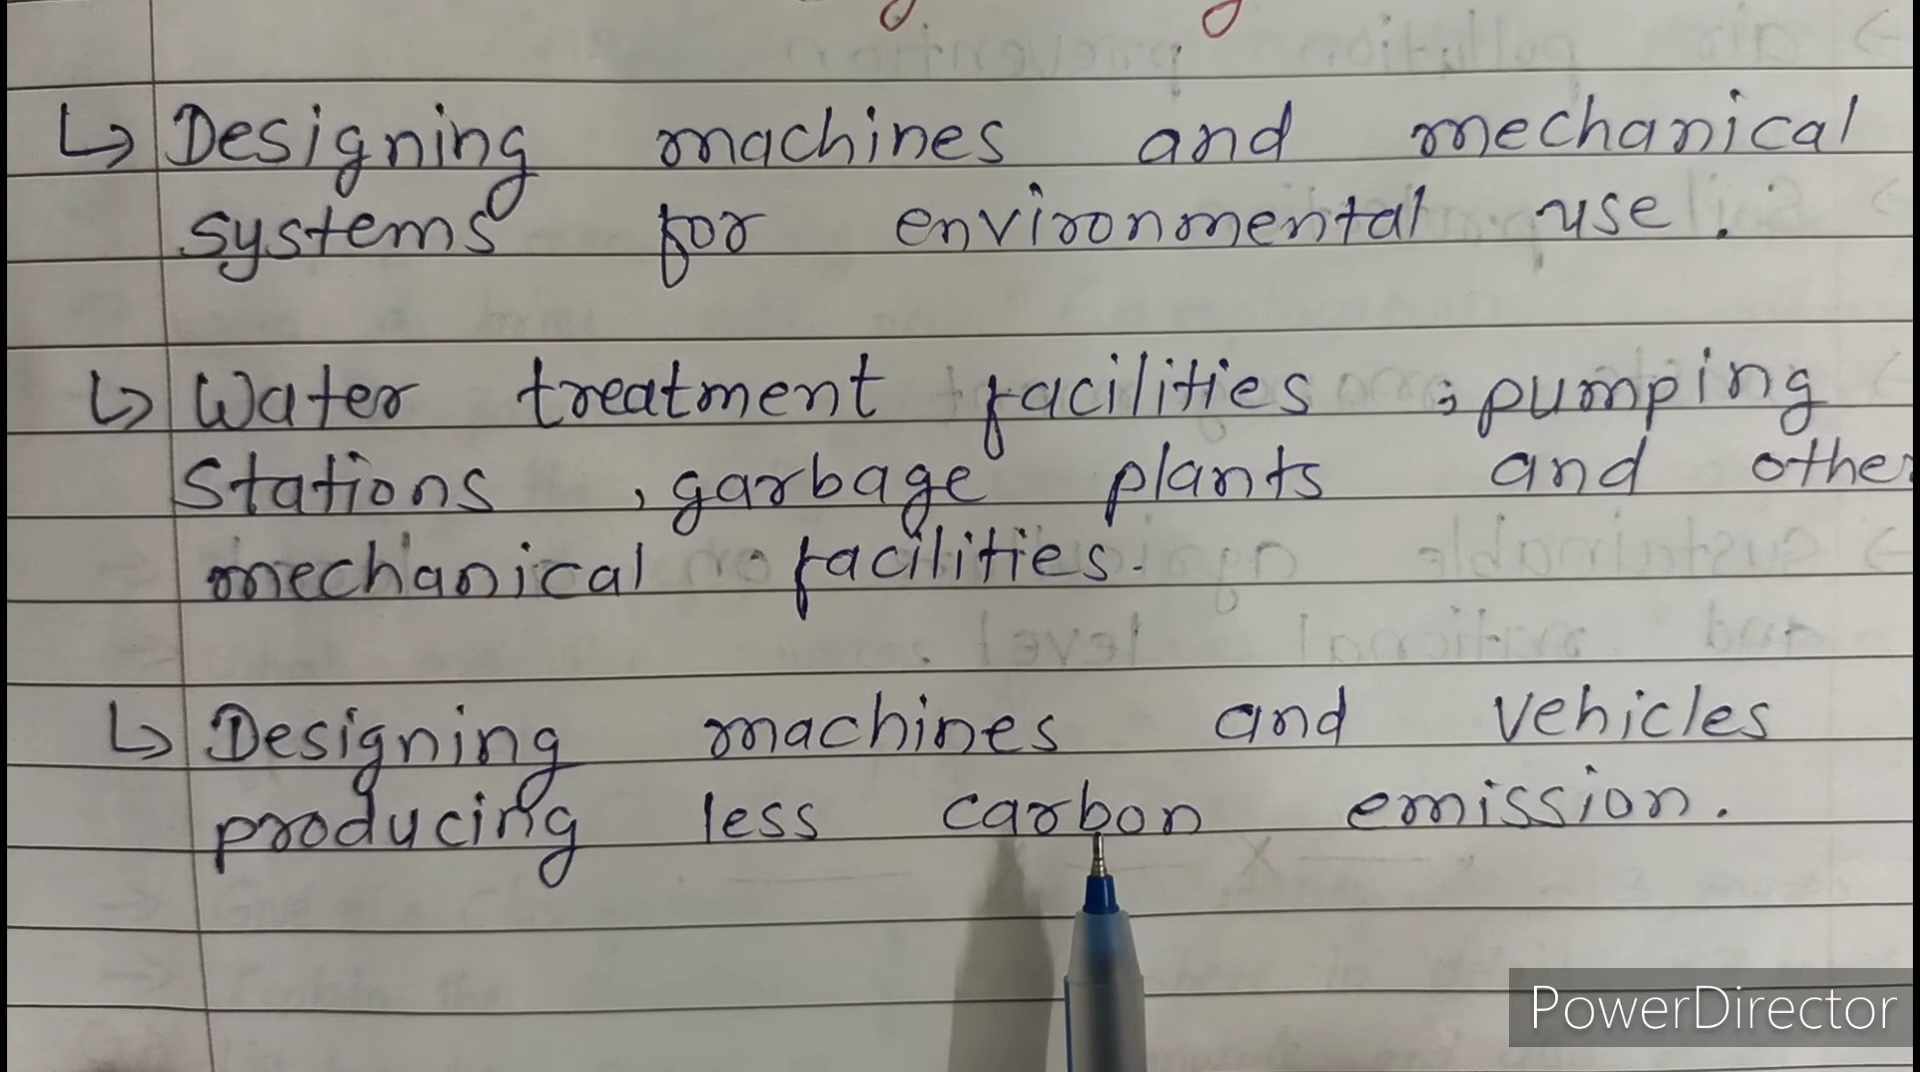 ↳ Designing machines and mechanical
systems for environmental use.
↳ Water treatment facilities, pumping
stations, garbage plants and other
mechanical facilities.
↳ Designing machines and vehicles
producing less carbon emission.
PowerDirector